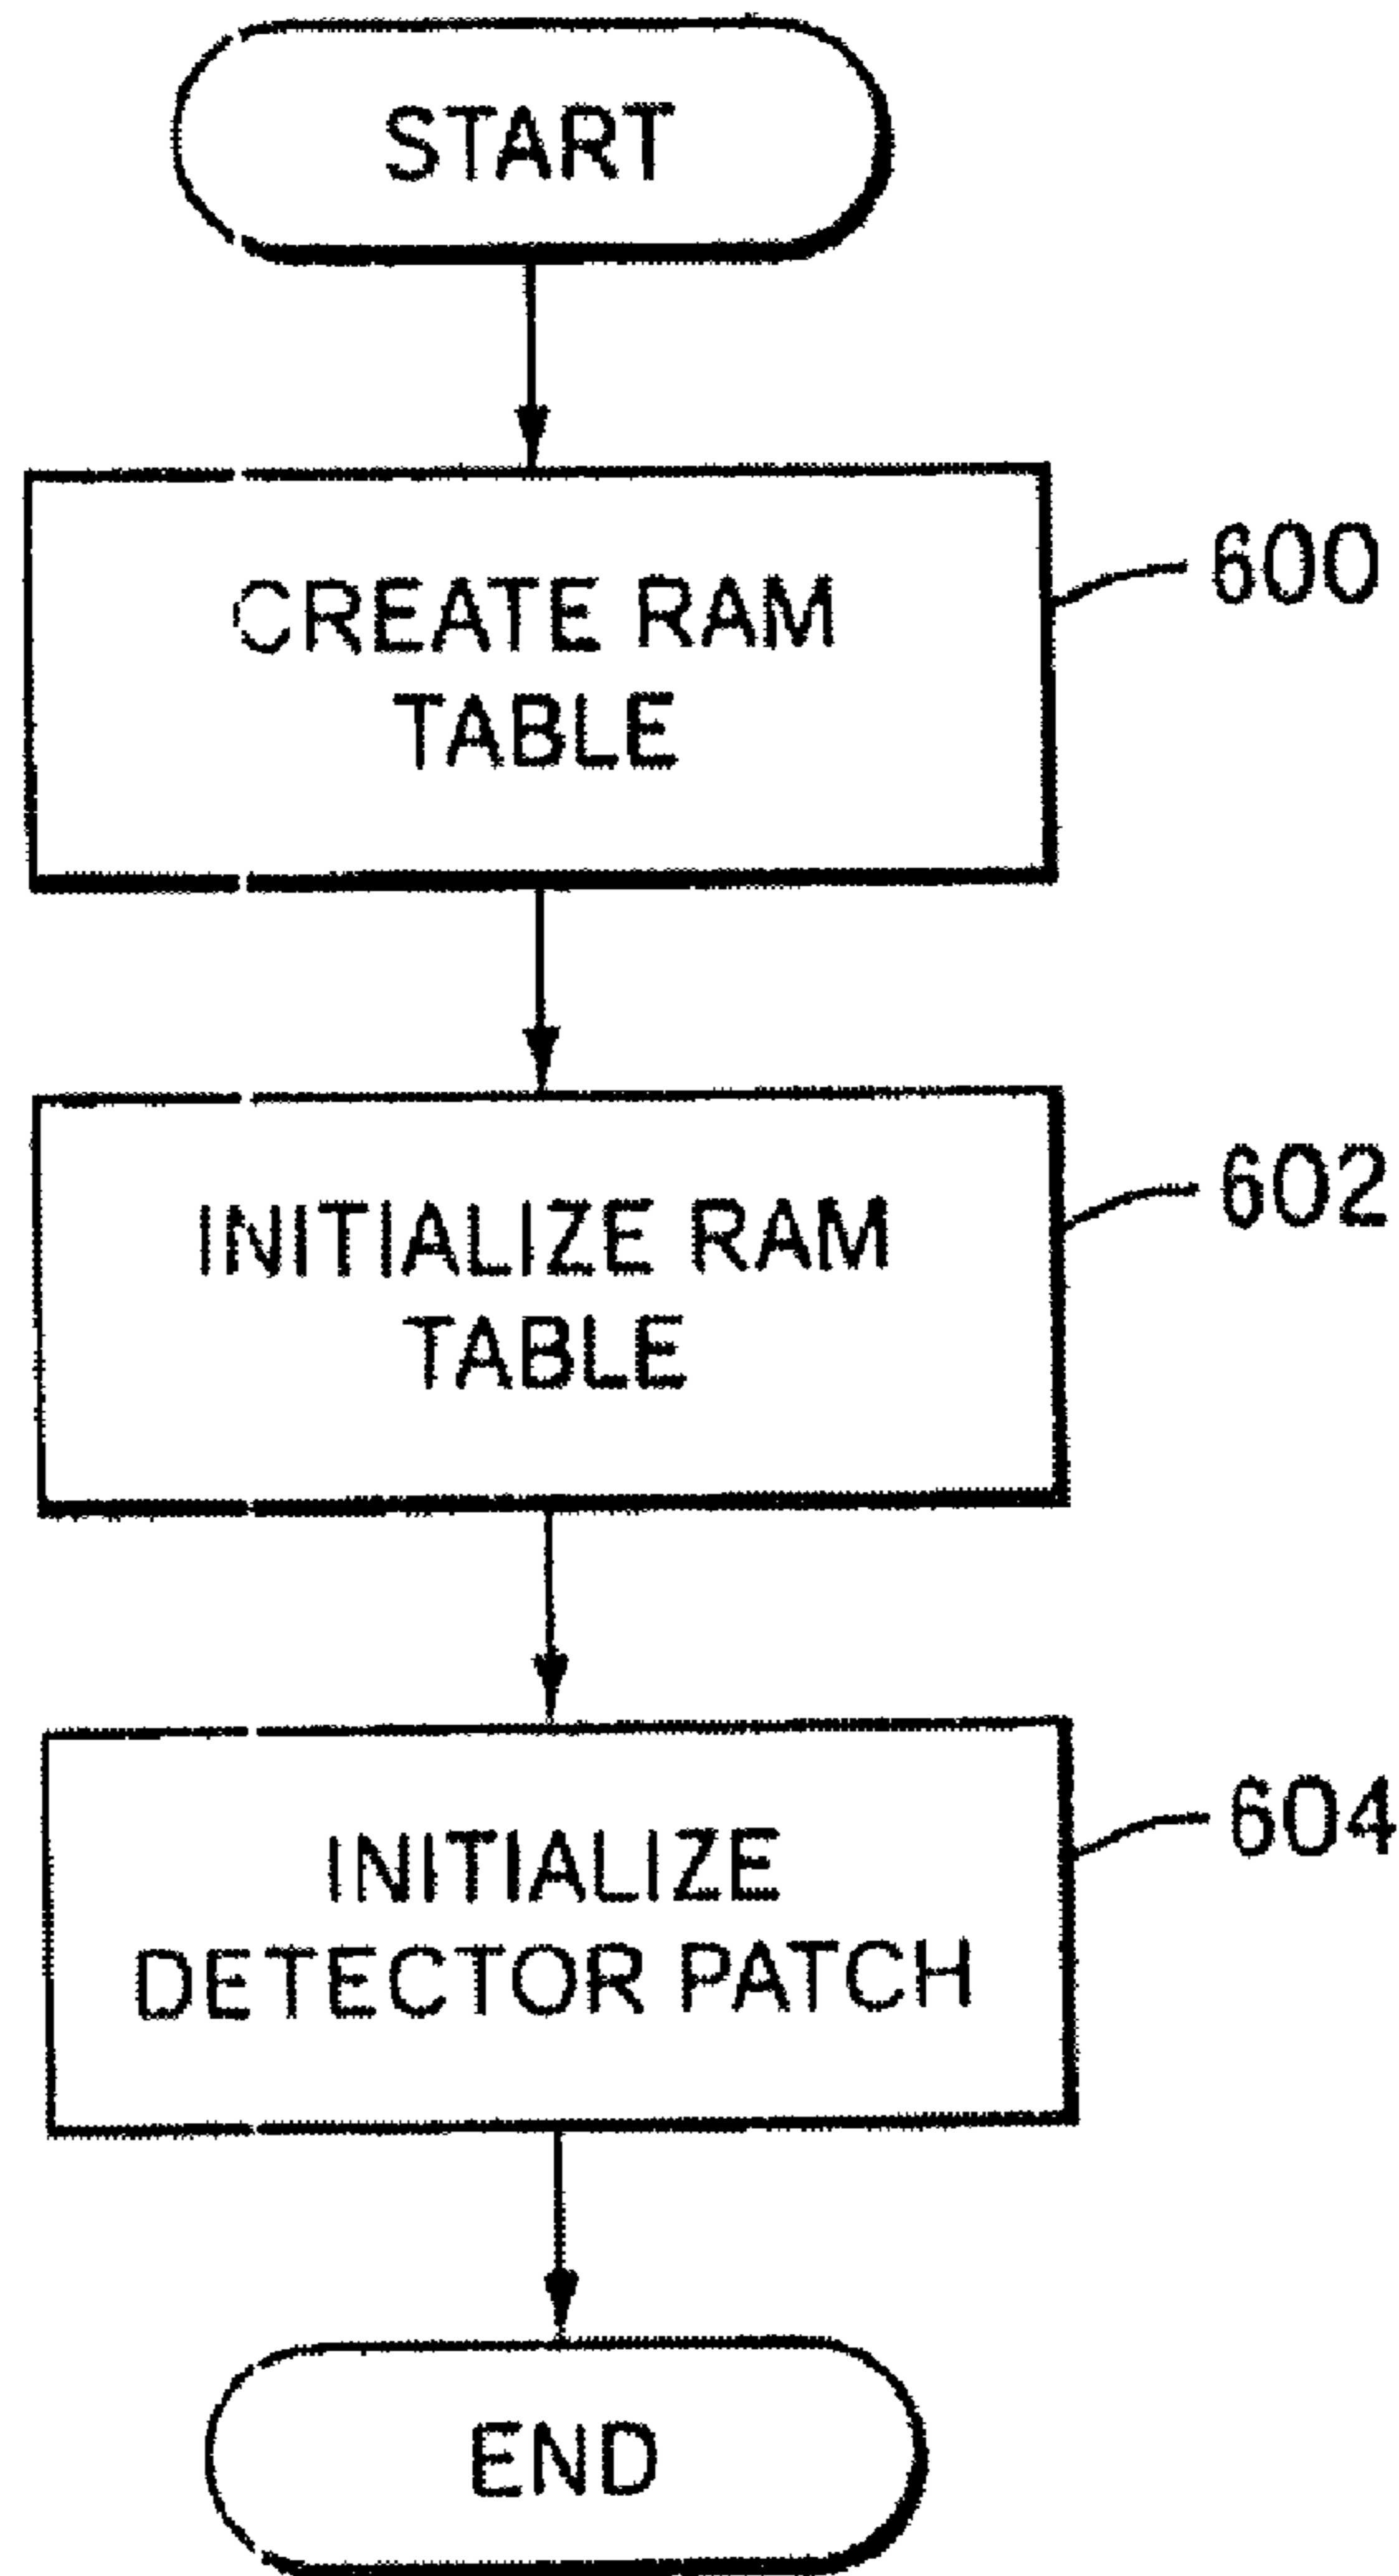 START
CREATE RAM
TABLE
600
INITIALIZE RAM
TABLE
602
INITIALIZE
DETECTOR PATCH
604
END